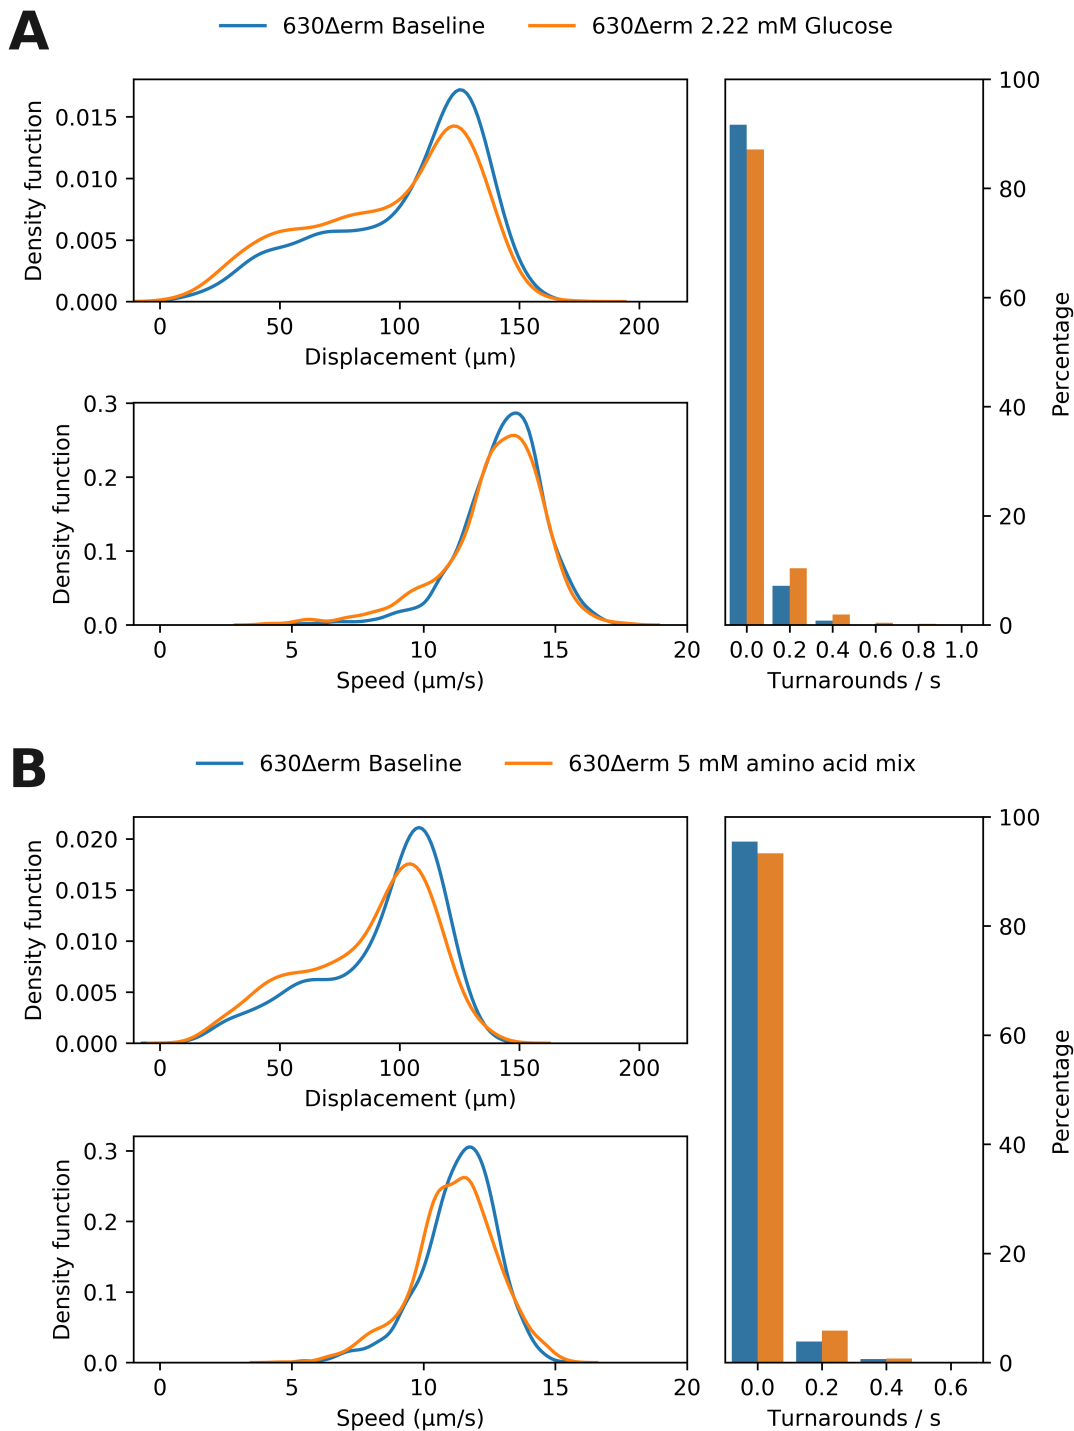 A
630Δerm Baseline 630Δerm 2.22 mM Glucose
Density function
0.015
0.010
0.005
0.000
0 50 100 150 200
Displacement (μm)
Density function
0.3
0.2
0.1
0.0
0 5 10 15 20
Speed (μm/s)
100
80
60
40
20
0
Percentage
0.0 0.2 0.4 0.6 0.8 1.0
Turnarounds / s
B
630Δerm Baseline 630Δerm 5 mM amino acid mix
Density function
0.020
0.015
0.010
0.005
0.000
0 50 100 150 200
Displacement (μm)
Density function
0.3
0.2
0.1
0.0
0 5 10 15 20
Speed (μm/s)
100
80
60
40
20
0
Percentage
0.0 0.2 0.4 0.6
Turnarounds / s